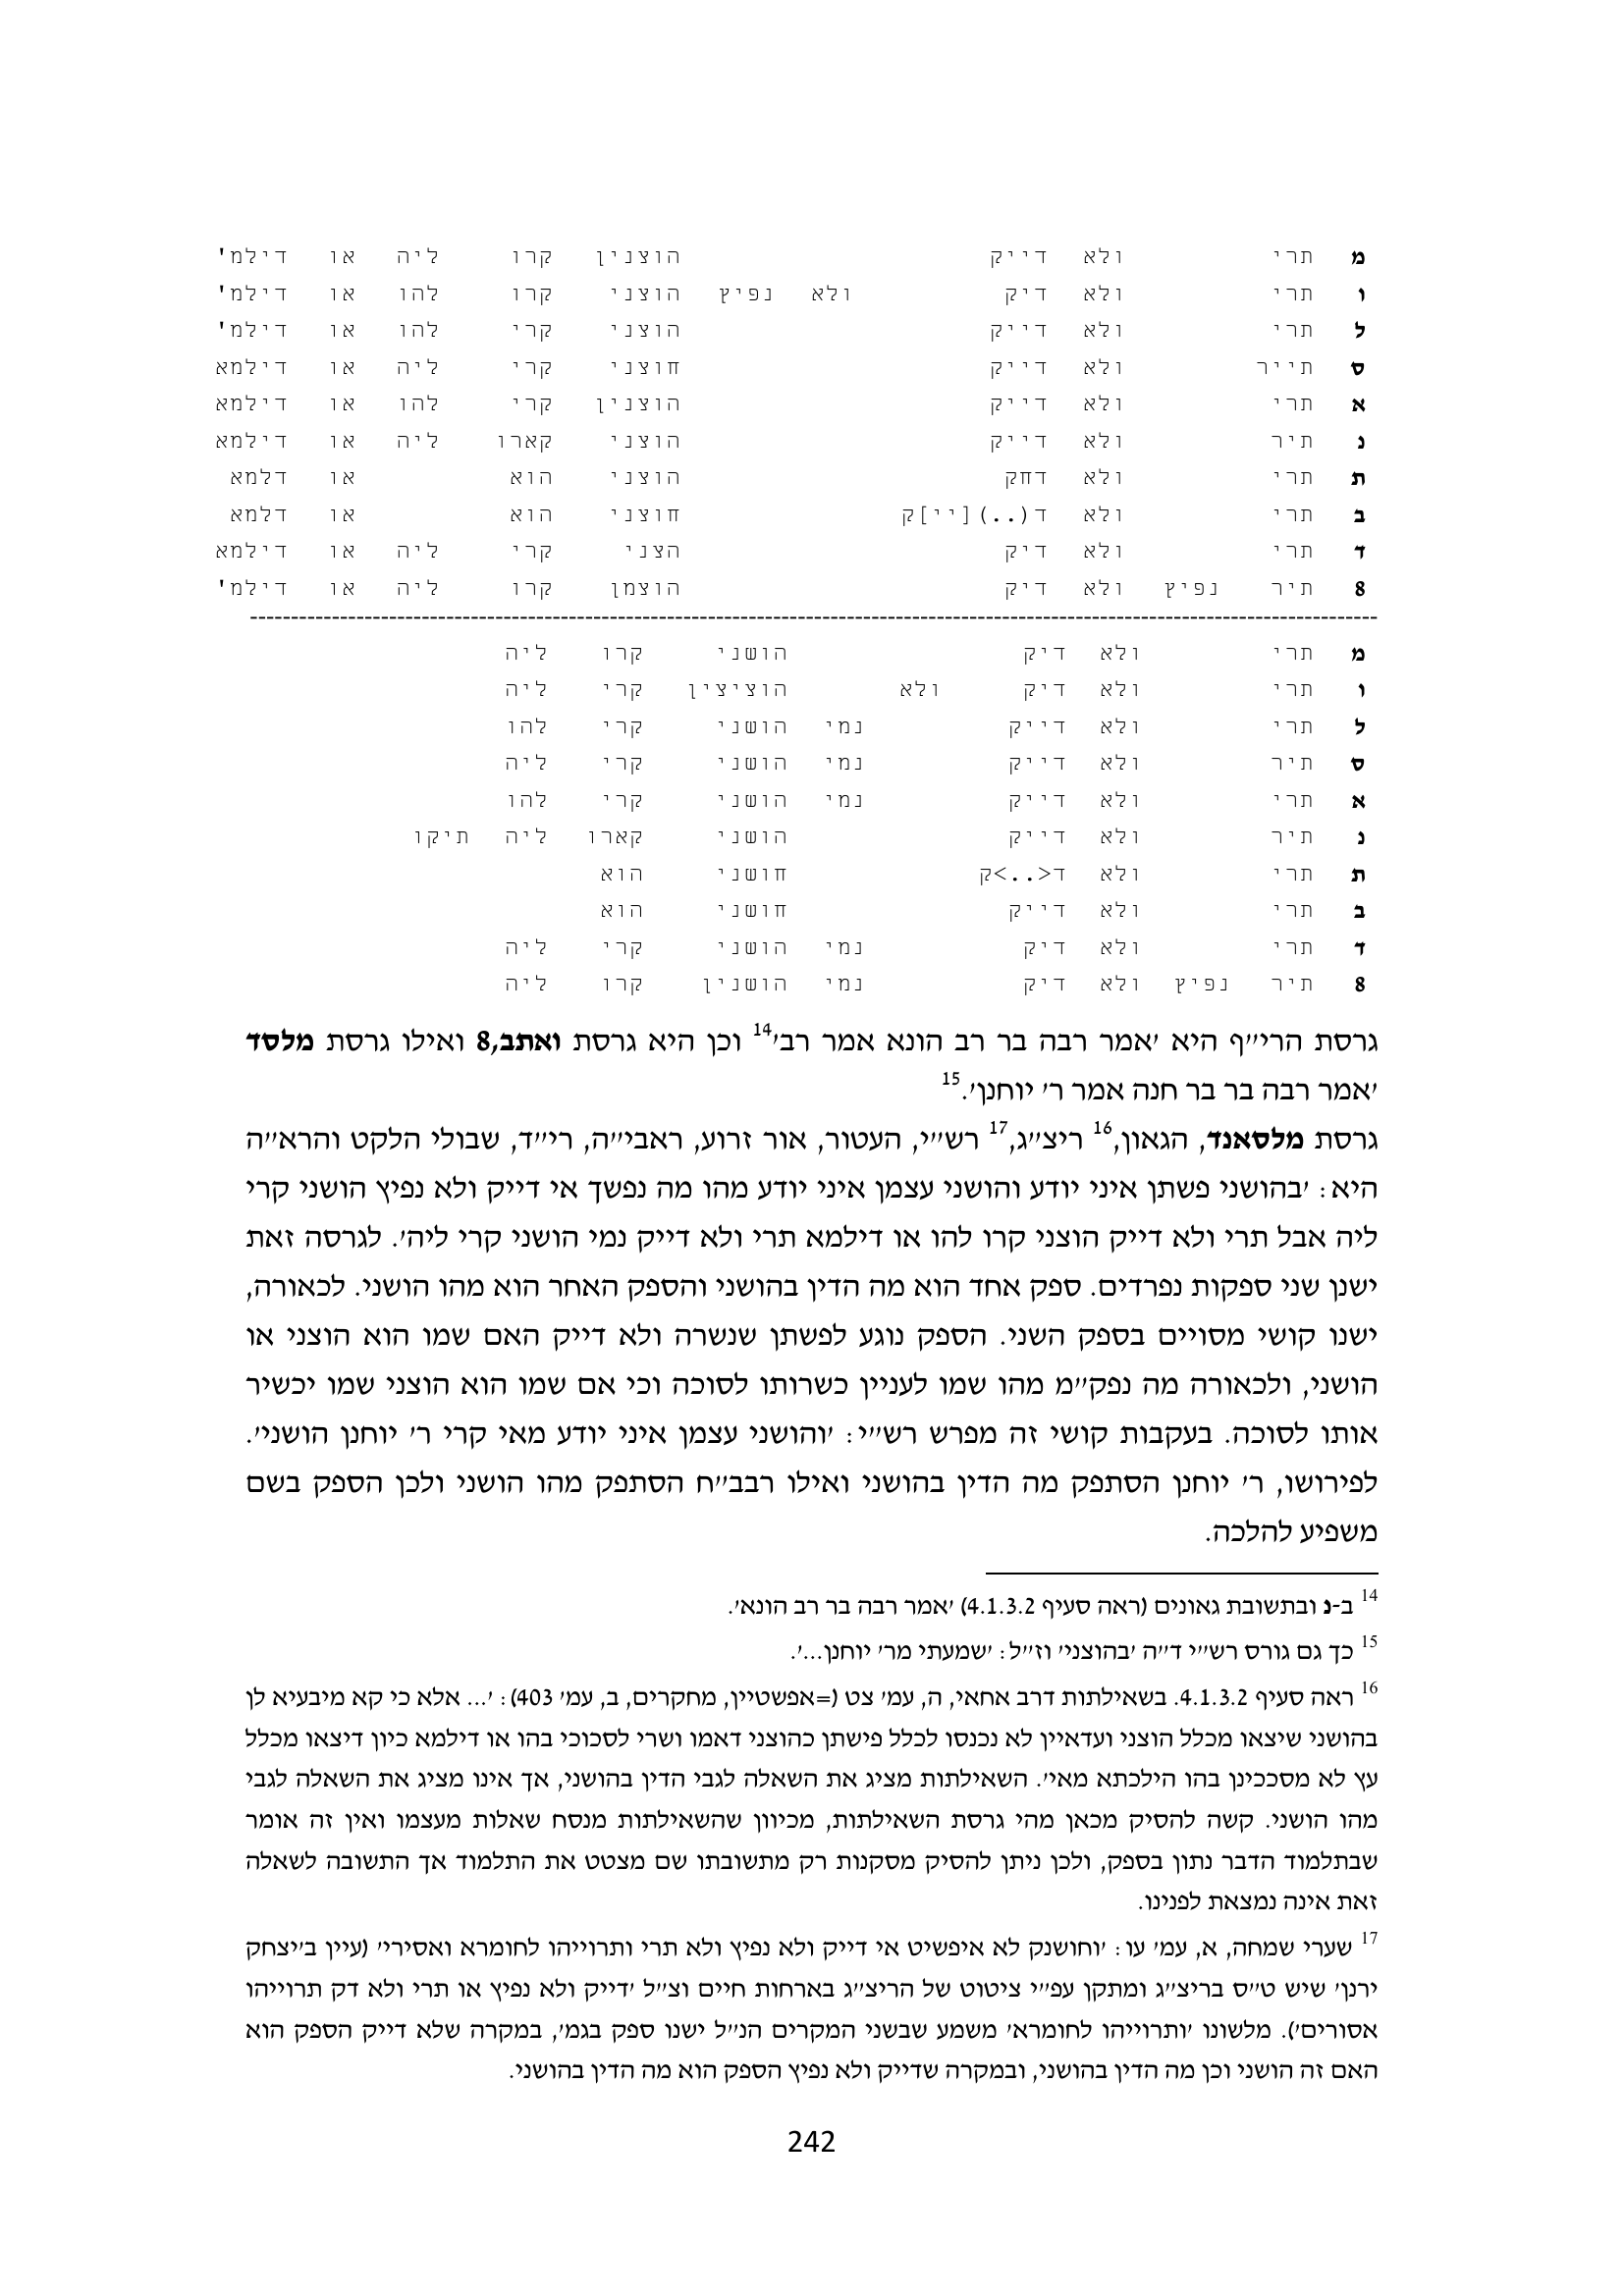 מ תרי ולא דייק הוצנין קרו ליה או דילמ'
ו תרי ולא דיק ולא נפיץ הוצני קרו להו או דילמ'
ל תרי ולא דייק הוצני קרי להו או דילמ'
ס תייר ולא דייק חוצני קרי ליה או דילמא
א תרי ולא דייק הוצנין קרי להו או דילמא
נ תיר ולא דייק הוצני קארו ליה או דילמא
ת תרי ולא דחק הוצני הוא או דלמא
ב תרי ולא ד(..)[יי]ק חוצני הוא או דלמא
ד תרי ולא דיק הצני קרי ליה או דילמא
8 תיר נפיץ ולא דיק הוצמן קרו ליה או דילמ'
מ תרי ולא דיק הושני קרו ליה
ו תרי ולא דיק ולא הוציצין קרי ליה
ל תרי ולא דייק נמי הושני קרי להו
ס תיר ולא דייק נמי הושני קרי ליה
א תרי ולא דייק נמי הושני קרי להו
נ תיר ולא דייק הושני קארו ליה תיקו
ת תרי ולא ד<..>ק חושני הוא
ב תרי ולא דייק חושני הוא
ד תרי ולא דיק נמי הושני קרי ליה
8 תיר נפיץ ולא דיק נמי הושנין קרו ליה
גרסת הרי״ף היא ׳אמר רבה בר רב הונא אמר רב׳14 וכן היא גרסת ואתב,8 ואילו גרסת מלסד
׳אמר רבה בר בר חנה אמר ר׳ יוחנן׳.15
גרסת מלסאנד, הגאון,16 ריצ״ג,17 רש״י, העטור, אור זרוע, ראבי״ה, רי״ד, שבולי הלקט והרא״ה
היא: ׳בהושני פשתן איני יודע והושני עצמן איני יודע מהו מה נפשך אי דייק ולא נפיץ הושני קרי
ליה אבל תרי ולא דייק הוצני קרו להו או דילמא תרי ולא דייק נמי הושני קרי ליה׳. לגרסה זאת
ישנן שני ספקות נפרדים. ספק אחד הוא מה הדין בהושני והספק האחר הוא מהו הושני. לכאורה,
ישנו קושי מסויים בספק השני. הספק נוגע לפשתן שנשרה ולא דייק האם שמו הוא הוצני או
הושני, ולכאורה מה נפק״מ מהו שמו לעניין כשרותו לסוכה וכי אם שמו הוא הוצני שמו יכשיר
אותו לסוכה. בעקבות קושי זה מפרש רש״י: ׳והושני עצמן איני יודע מאי קרי ר׳ יוחנן הושני׳.
לפירושו, ר׳ יוחנן הסתפק מה הדין בהושני ואילו רבב״ח הסתפק מהו הושני ולכן הספק בשם
משפיע להלכה.
14 ב-נ ובתשובת גאונים (ראה סעיף 4.1.3.2) ׳אמר רבה בר רב הונא׳.
15 כך גם גורס רש״י ד״ה ׳בהוצני׳ וז״ל: ׳שמעתי מר׳ יוחנן...׳.
16 ראה סעיף 4.1.3.2. בשאילתות דרב אחאי, ה, עמ׳ צט (=אפשטיין, מחקרים, ב, עמ׳ 403): ׳... אלא כי קא מיבעיא לן
בהושני שיצאו מכלל הוצני ועדאיין לא נכנסו לכלל פישתן כהוצני דאמו ושרי לסכוכי בהו או דילמא כיון דיצאו מכלל
עץ לא מסככינן בהו הילכתא מאי׳. השאילתות מציג את השאלה לגבי הדין בהושני, אך אינו מציג את השאלה לגבי
מהו הושני. קשה להסיק מכאן מהי גרסת השאילתות, מכיוון שהשאילתות מנסח שאלות מעצמו ואין זה אומר
שבתלמוד הדבר נתון בספק, ולכן ניתן להסיק מסקנות רק מתשובתו שם מצטט את התלמוד אך התשובה לשאלה
זאת אינה נמצאת לפנינו.
17 שערי שמחה, א, עמ׳ עו: ׳וחושנק לא איפשיט אי דייק ולא נפיץ ולא תרי ותרוייהו לחומרא ואסירי׳ (עיין ב׳יצחק
ירנן׳ שיש ט״ס בריצ״ג ומתקן עפ״י ציטוט של הריצ״ג בארחות חיים וצ״ל ׳דייק ולא נפיץ או תרי ולא דק תרוייהו
אסורים׳). מלשונו ׳ותרוייהו לחומרא׳ משמע שבשני המקרים הנ״ל ישנו ספק בגמ׳, במקרה שלא דייק הספק הוא
האם זה הושני וכן מה הדין בהושני, ובמקרה שדייק ולא נפיץ הספק הוא מה הדין בהושני.
242